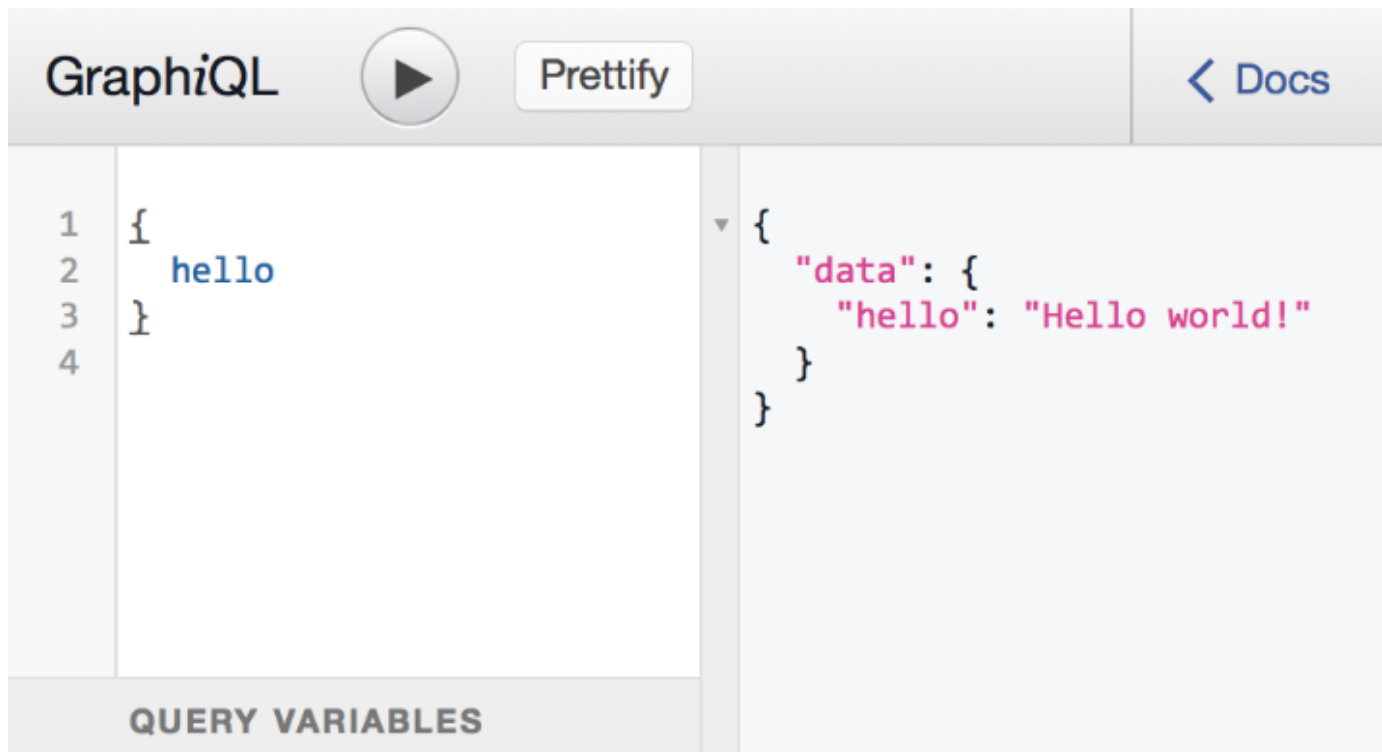 GraphiQL Prettify < Docs
1 {
2 hello
3 }
4
{
"data": {
"hello": "Hello world!"
}
}
QUERY VARIABLES